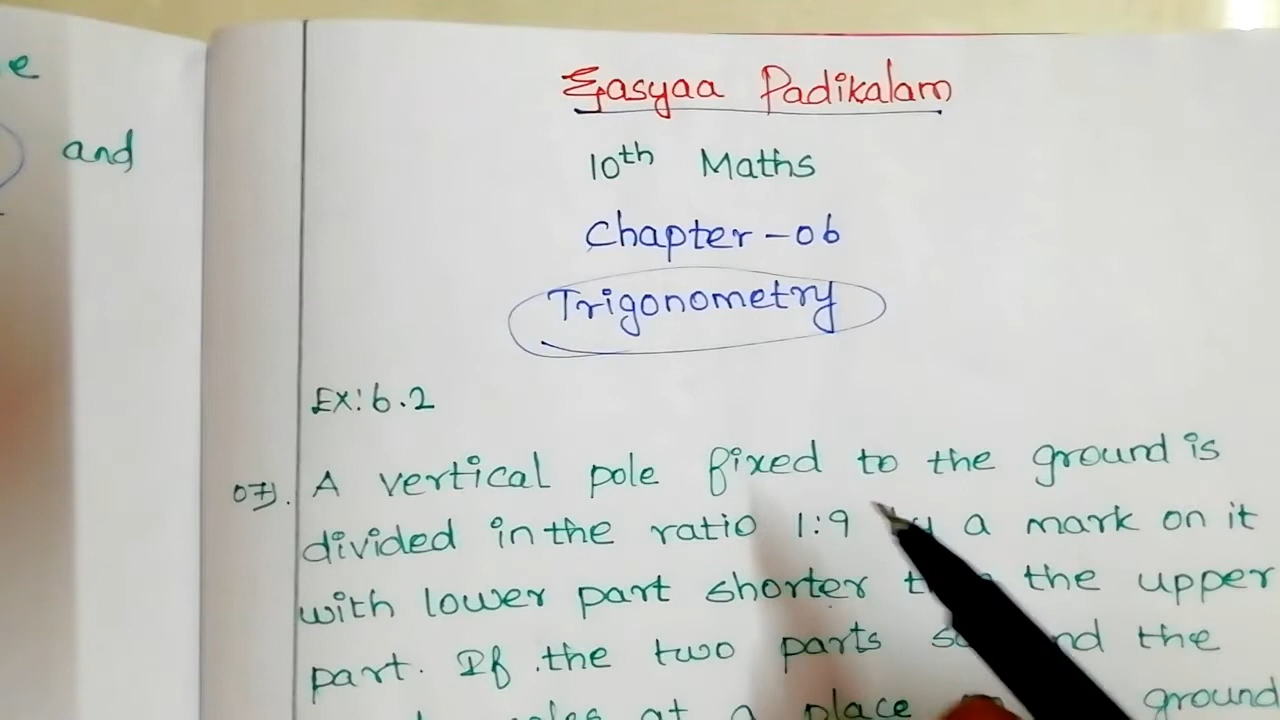 e
and
Easyaa Padikalam
10th Maths
Chapter-06
Trigonometry
Ex: 6.2
07). A vertical pole fixed to the ground is
divided in the ratio 1:9 a mark on it
with lower part shorter the upper
part. If the two parts the
at a place ground